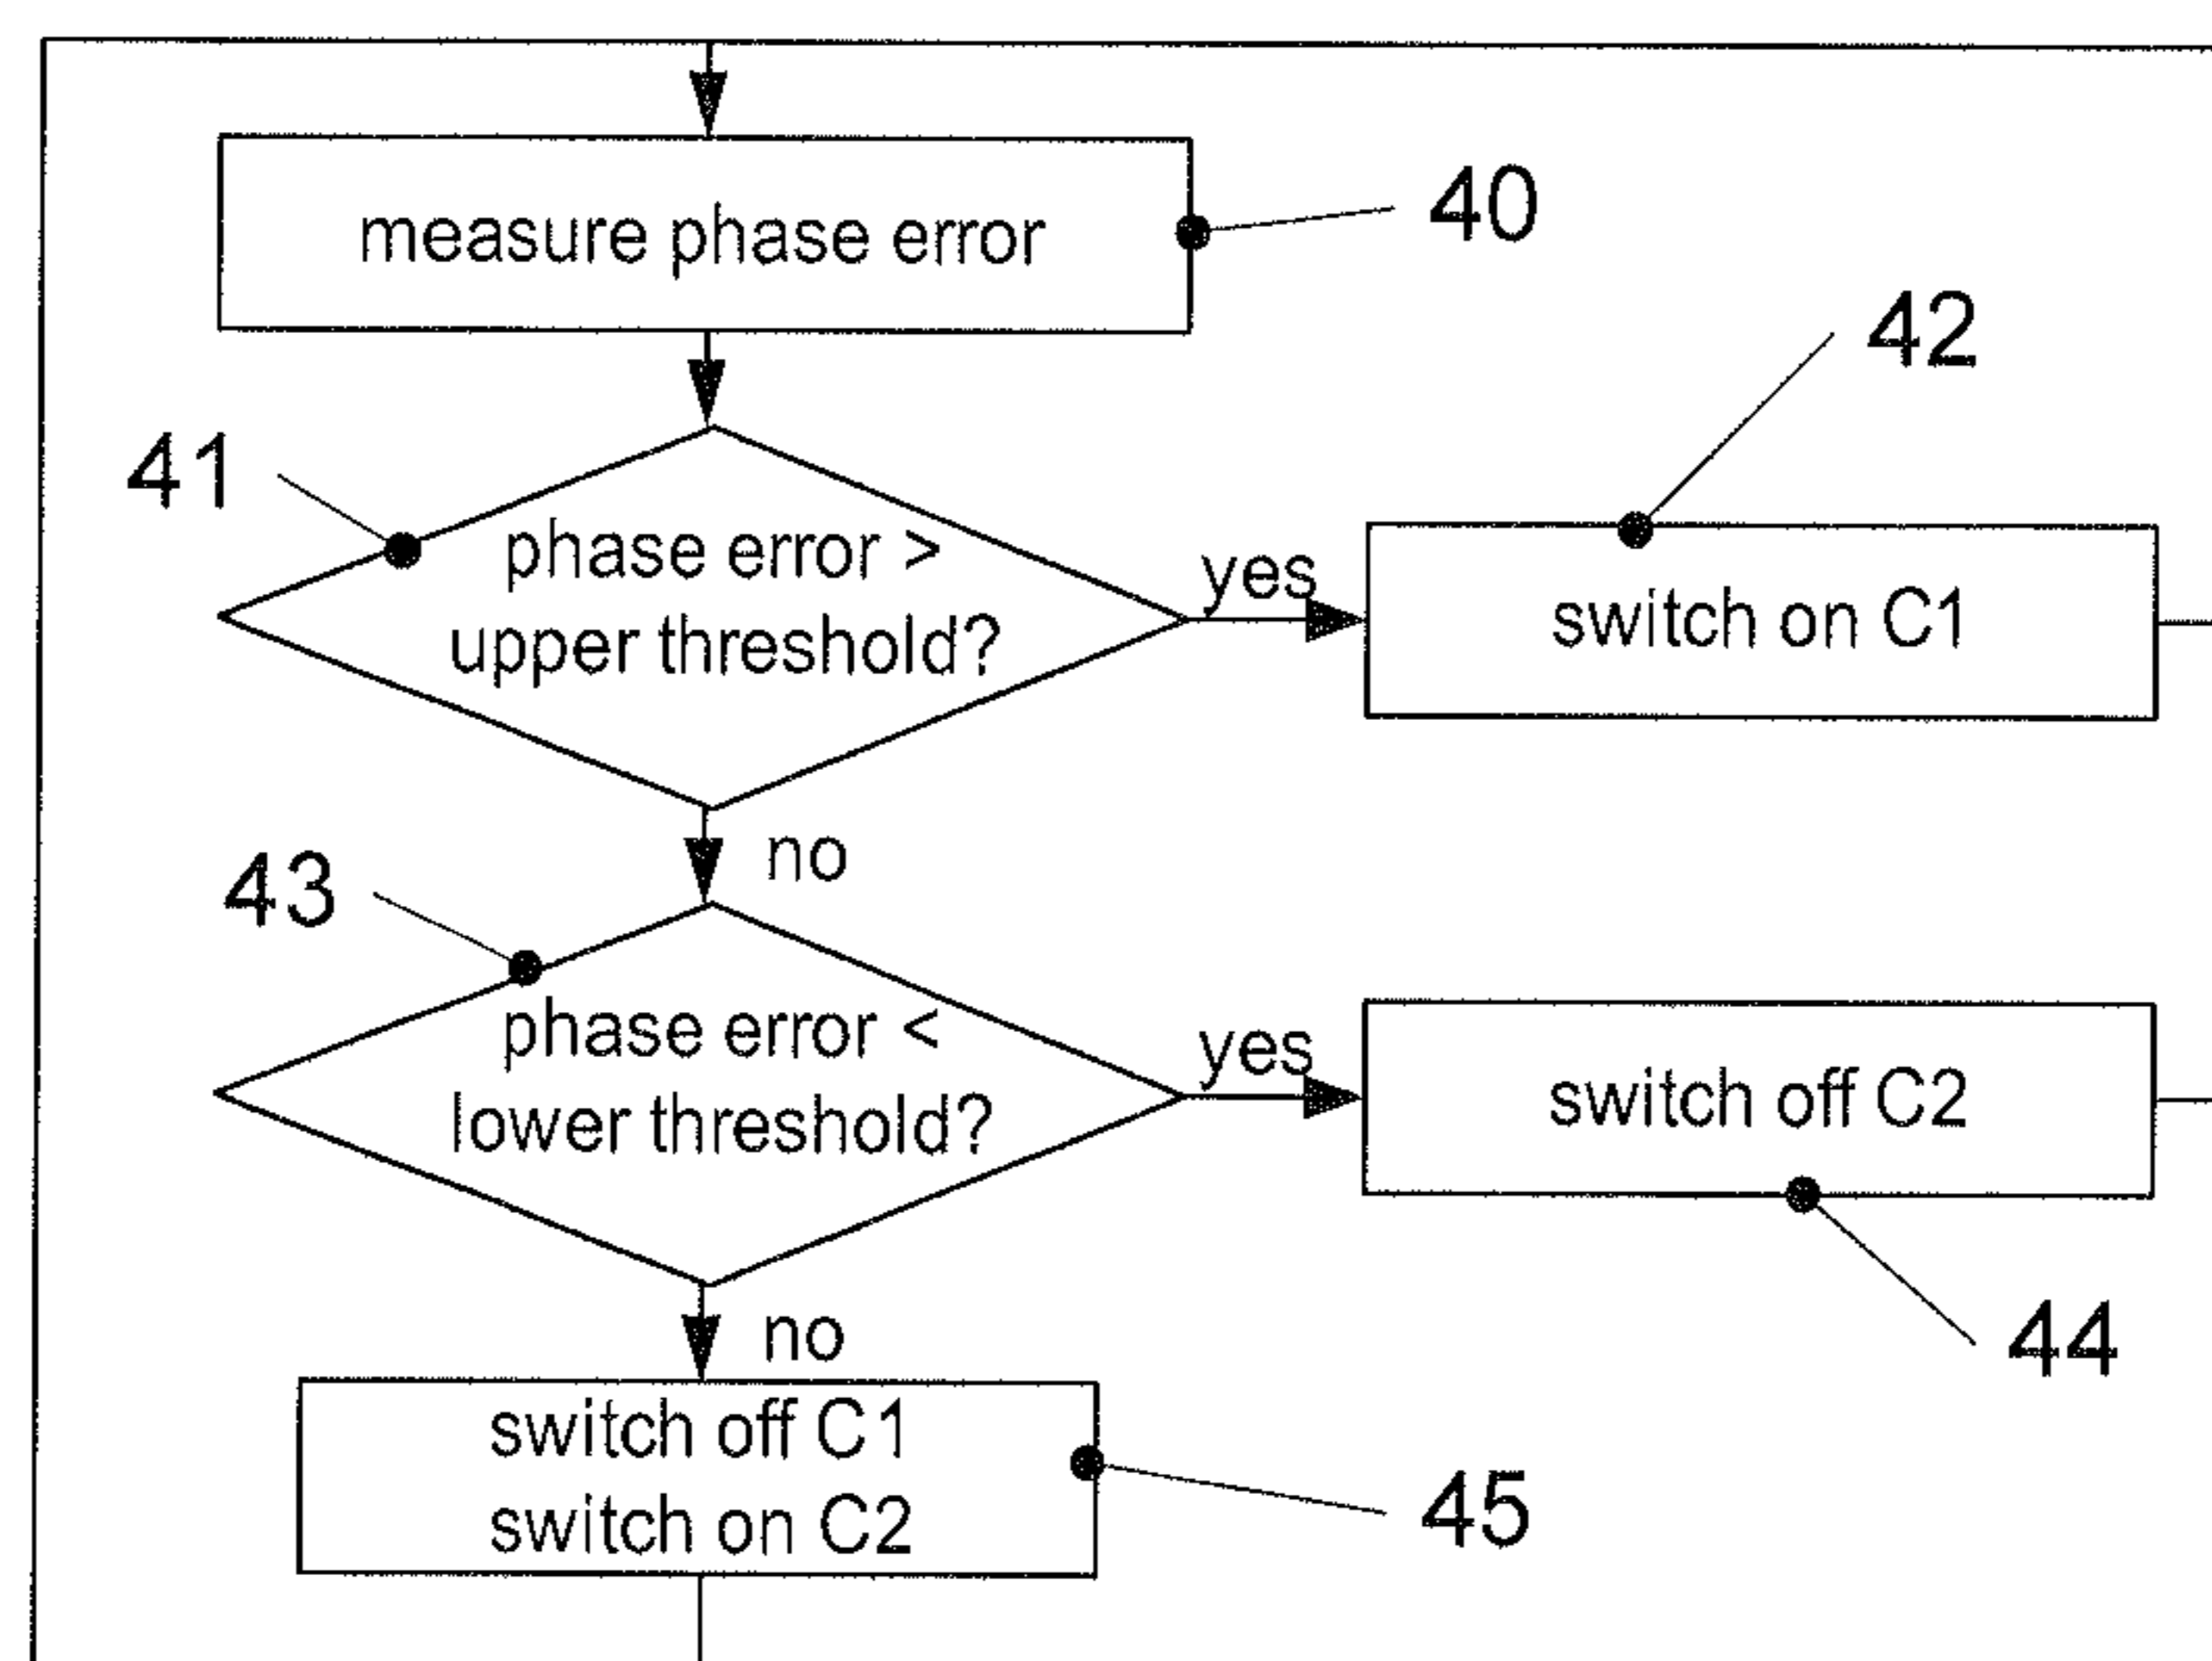 measure phase error
40
42
41
phase error >
upper threshold?
yes
switch on C1
no
43
phase error <
lower threshold?
yes
switch off C2
44
no
switch off C1
switch on C2
45